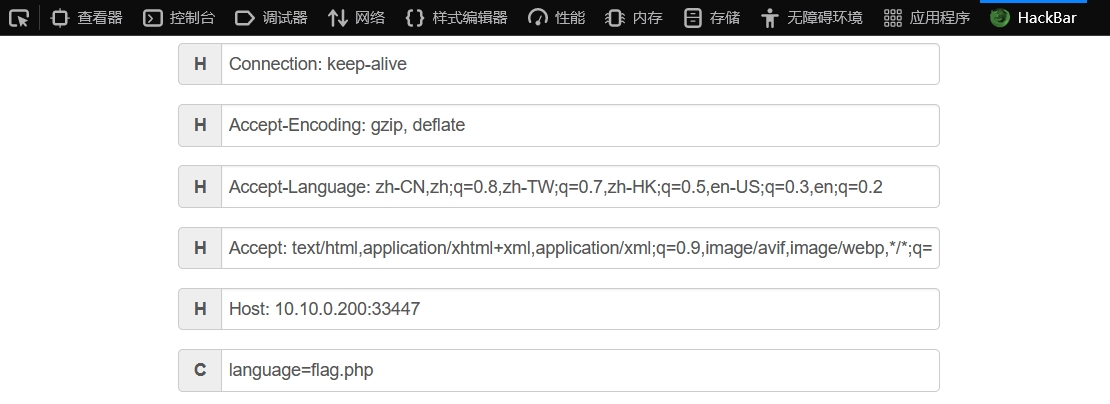 查看器 控制台 调试器 网络 样式编辑器 性能 内存 存储 无障碍环境 应用程序 HackBar
H Connection: keep-alive
H Accept-Encoding: gzip, deflate
H Accept-Language: zh-CN,zh;q=0.8,zh-TW;q=0.7,zh-HK;q=0.5,en-US;q=0.3,en;q=0.2
H Accept: text/html,application/xhtml+xml,application/xml;q=0.9,image/avif,image/webp,*/*;q=
H Host: 10.10.0.200:33447
C language=flag.php